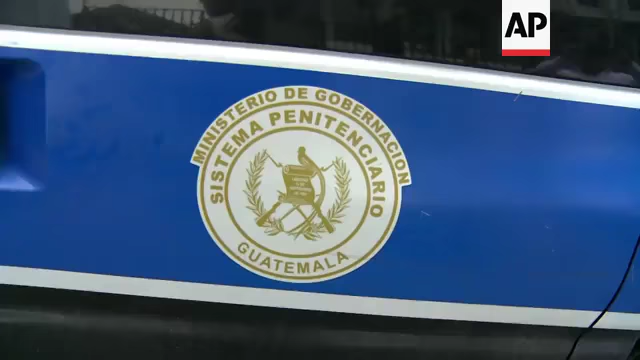 AP
MINISTERIO DE GOBERNACION
SISTEMA PENITENCIARIO
GUATEMALA